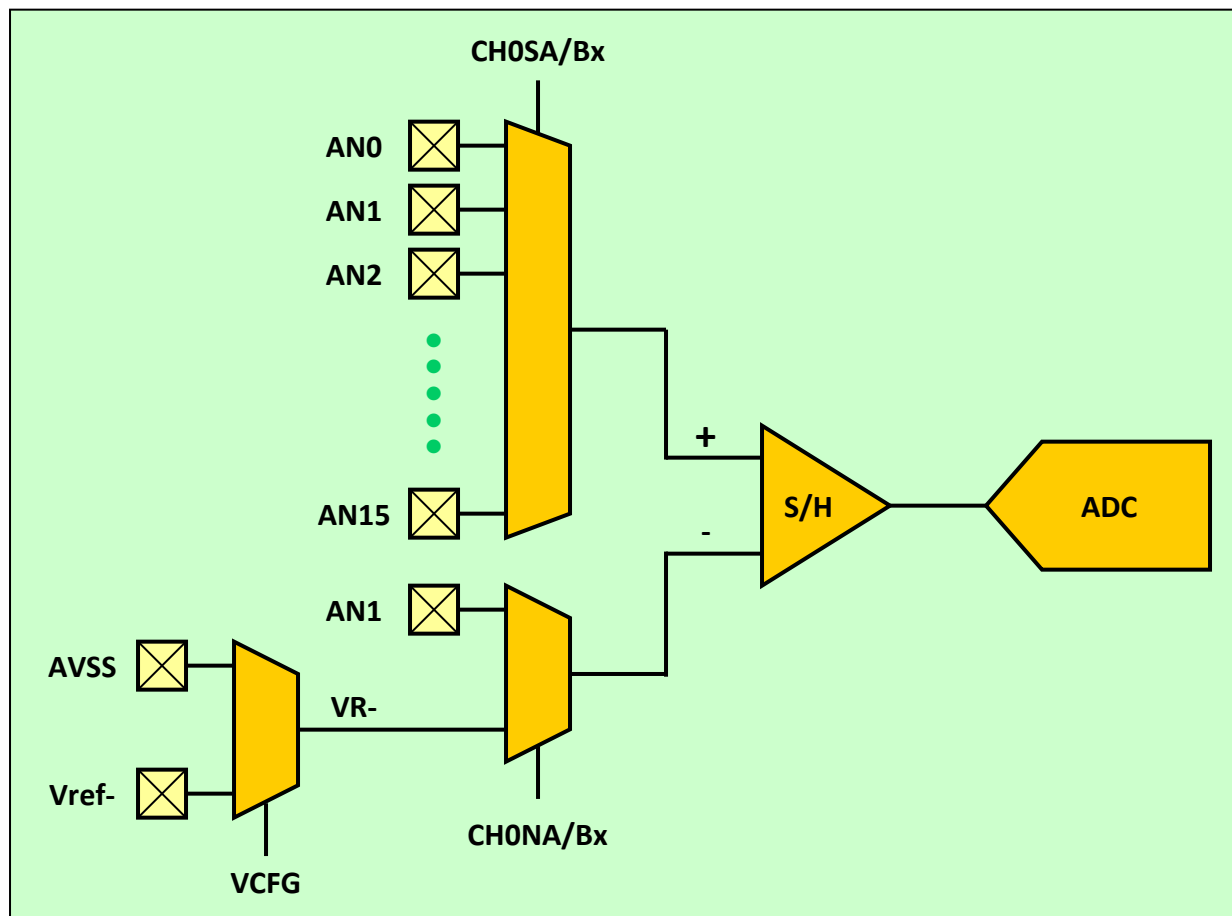 CH0SA/Bx
AN0
AN1
AN2
AN15
+
S/H
ADC
-
AN1
AVSS
VR-
Vref-
CH0NA/Bx
VCFG